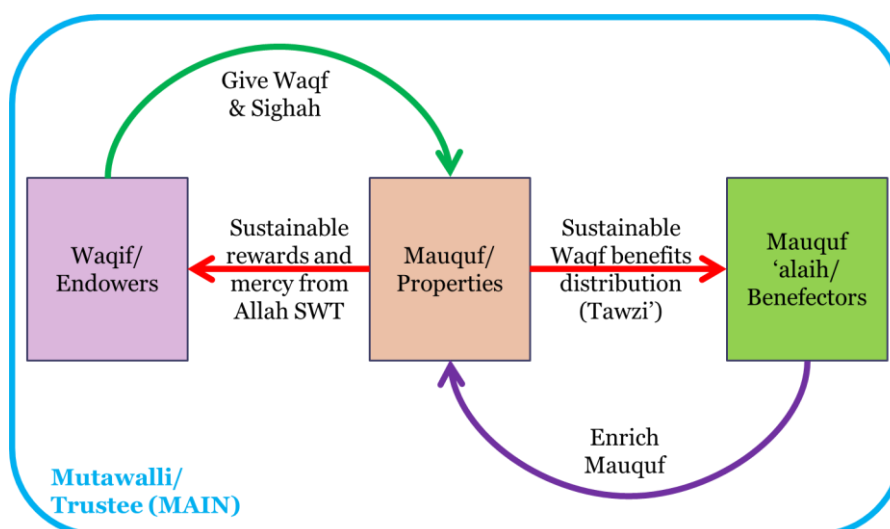 Give Waqf
& Sighah
Waqif/
Endowers
Sustainable
rewards and
mercy from
Allah SWT
Mauquf/
Properties
Sustainable
Waqf benefits
distribution
(Tawzi’)
Mauquf
‘alaih/
Benefectors
Enrich
Mauquf
Mutawalli/
Trustee (MAIN)